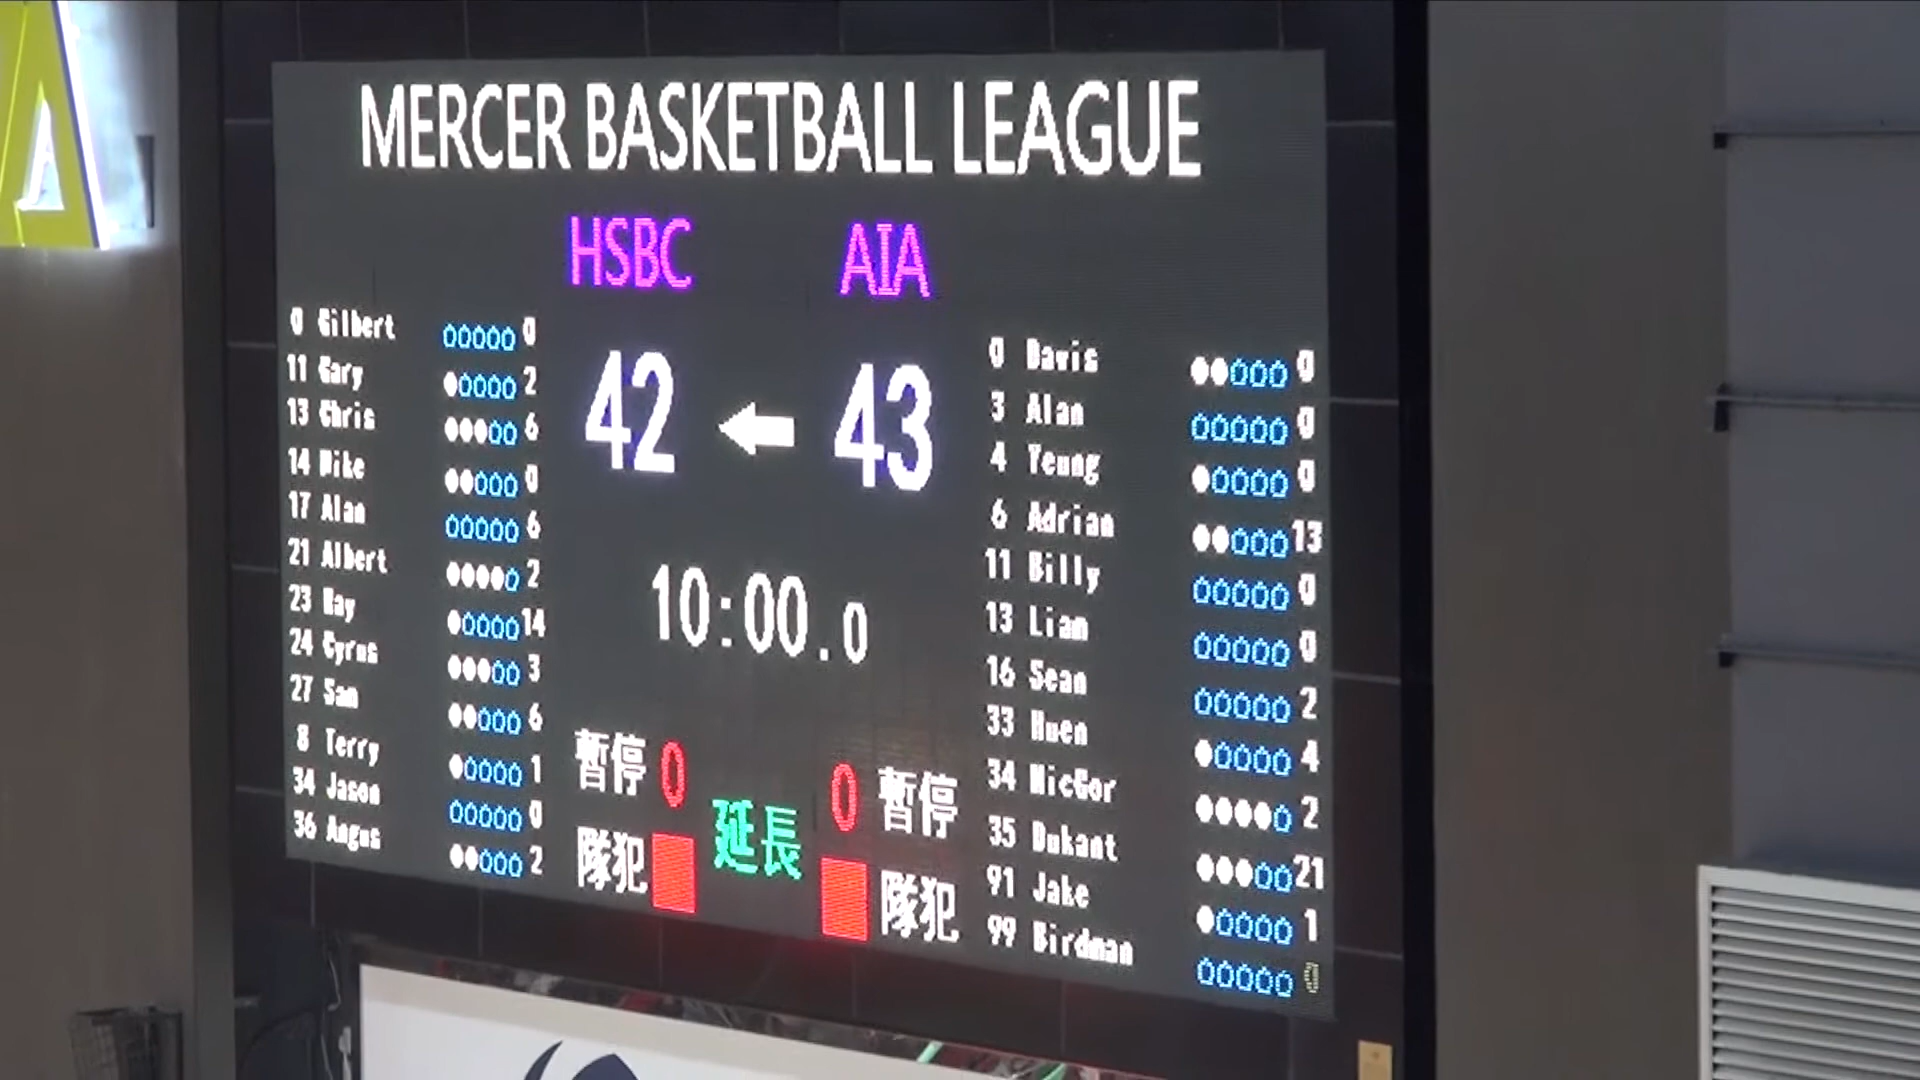 MERCER BASKETBALL LEAGUE
HSBC AIA
42 43
10:00.0
0 Gilbert 0
11 Gary 2
13 Chris 6
14 Mike 0
17 Alan 6
21 Albert 2
23 Ray 14
24 Cyrus 3
27 Sam 6
8 Terry 1
34 Jason 0
36 Angus 2
暫停 0
隊犯
延長
0 暫停
隊犯
0 Davis 0
3 Alan 0
4 Yeung 0
6 Adrian 13
11 Billy 0
13 Liam 0
16 Sean 2
33 Huen 4
34 MicGor 2
35 Dukant 21
91 Jake 1
99 Birdman 0
A